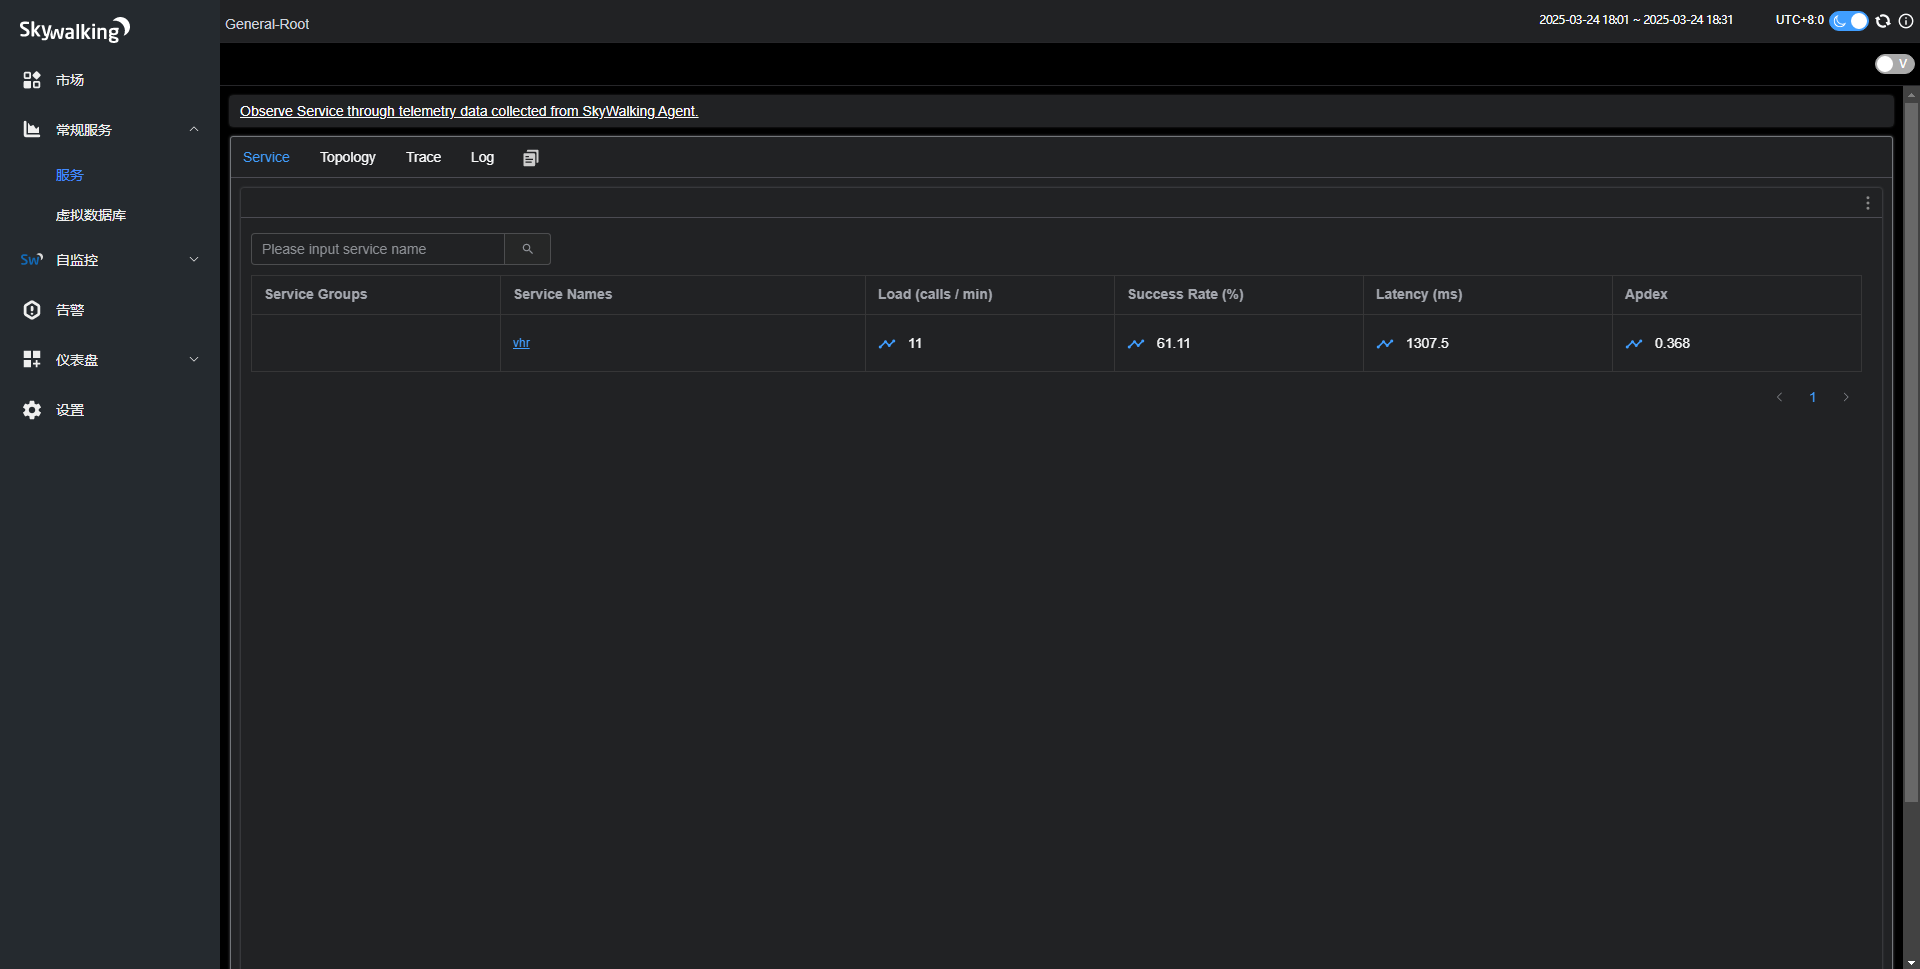 Skywalking
General-Root
2025-03-24 18:01 ~ 2025-03-24 18:31
UTC+8:0
V
市场
常规服务
服务
虚拟数据库
Sw 自监控
告警
仪表盘
设置
Observe Service through telemetry data collected from SkyWalking Agent.
Service Topology Trace Log
Please input service name
Service Groups Service Names Load (calls / min) Success Rate (%) Latency (ms) Apdex
vhr 11 61.11 1307.5 0.368
1